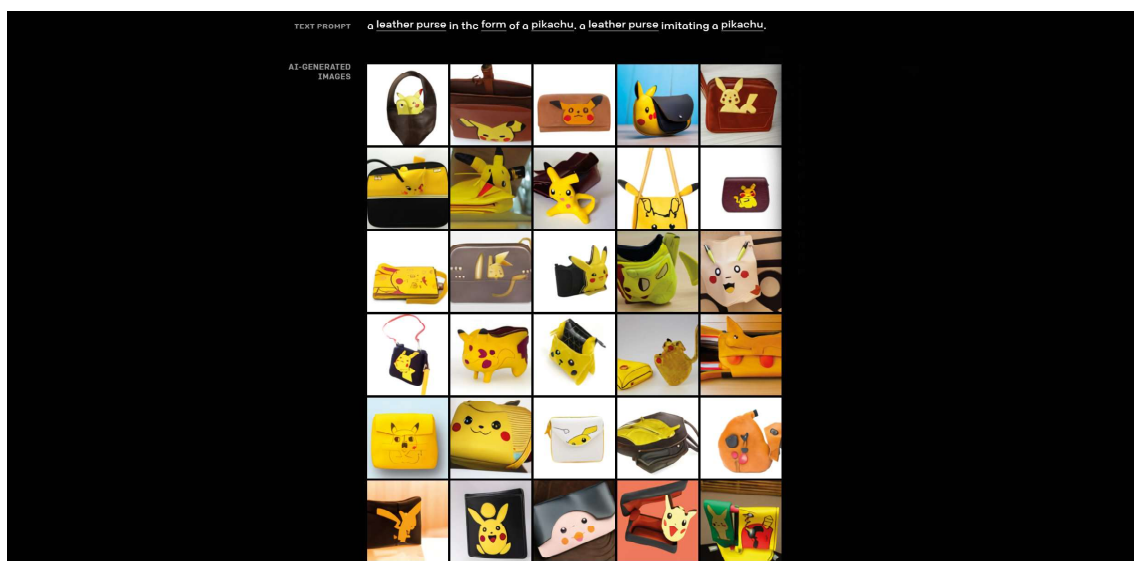 TEXT PROMPT
a leather purse in the form of a pikachu. a leather purse imitating a pikachu.
AI-GENERATED
IMAGES